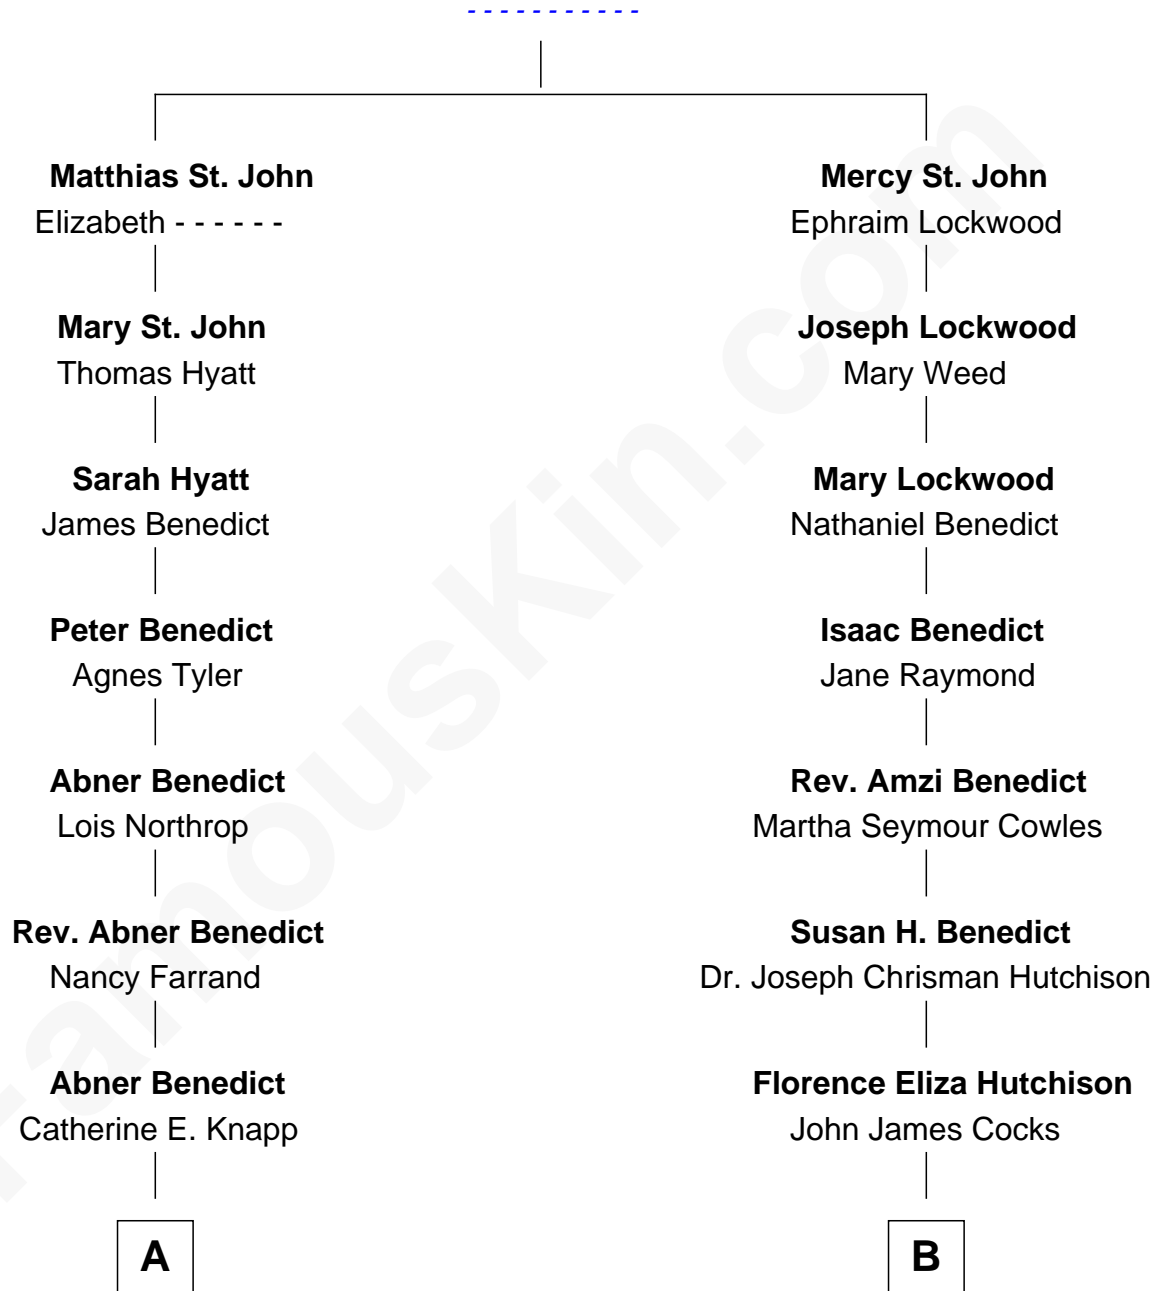 - - - - - - - - - - -
Matthias St. John
Elizabeth - - - - - -
Mary St. John
Thomas Hyatt
Sarah Hyatt
James Benedict
Peter Benedict
Agnes Tyler
Abner Benedict
Lois Northrop
Rev. Abner Benedict
Nancy Farrand
Abner Benedict
Catherine E. Knapp
A
Mercy St. John
Ephraim Lockwood
Joseph Lockwood
Mary Weed
Mary Lockwood
Nathaniel Benedict
Isaac Benedict
Jane Raymond
Rev. Amzi Benedict
Martha Seymour Cowles
Susan H. Benedict
Dr. Joseph Chrisman Hutchison
Florence Eliza Hutchison
John James Cocks
B
FamousKin.com